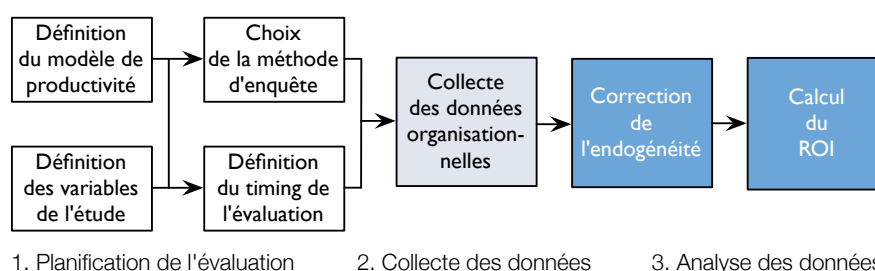 Définition
du modèle de
productivité
Choix
de la méthode
d'enquête
Définition
des variables
de l'étude
Définition
du timing de
l'évaluation
Collecte
des données
organisation-
nelles
Correction
de
l'endogénéité
Calcul
du
ROI
1. Planification de l'évaluation
2. Collecte des données
3. Analyse des données